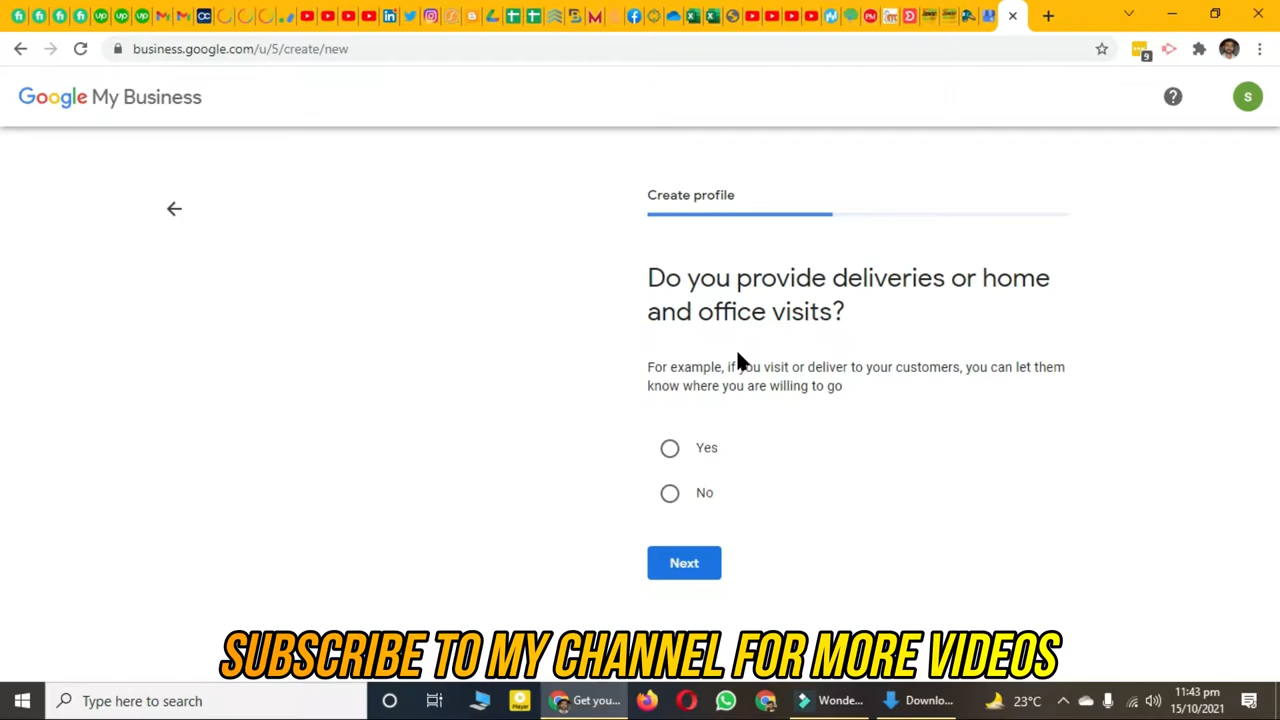 business.google.com/u/5/create/new
9
Google My Business
S
Create profile
Do you provide deliveries or home
and office visits?
For example, if you visit or deliver to your customers, you can let them
know where you are willing to go
Yes
No
Next
SUBSCRIBE TO MY CHANNEL FOR MORE VIDEOS
Type here to search
Player
Get you...
Wonde...
Downlo...
23°C
11:43 pm
15/10/2021